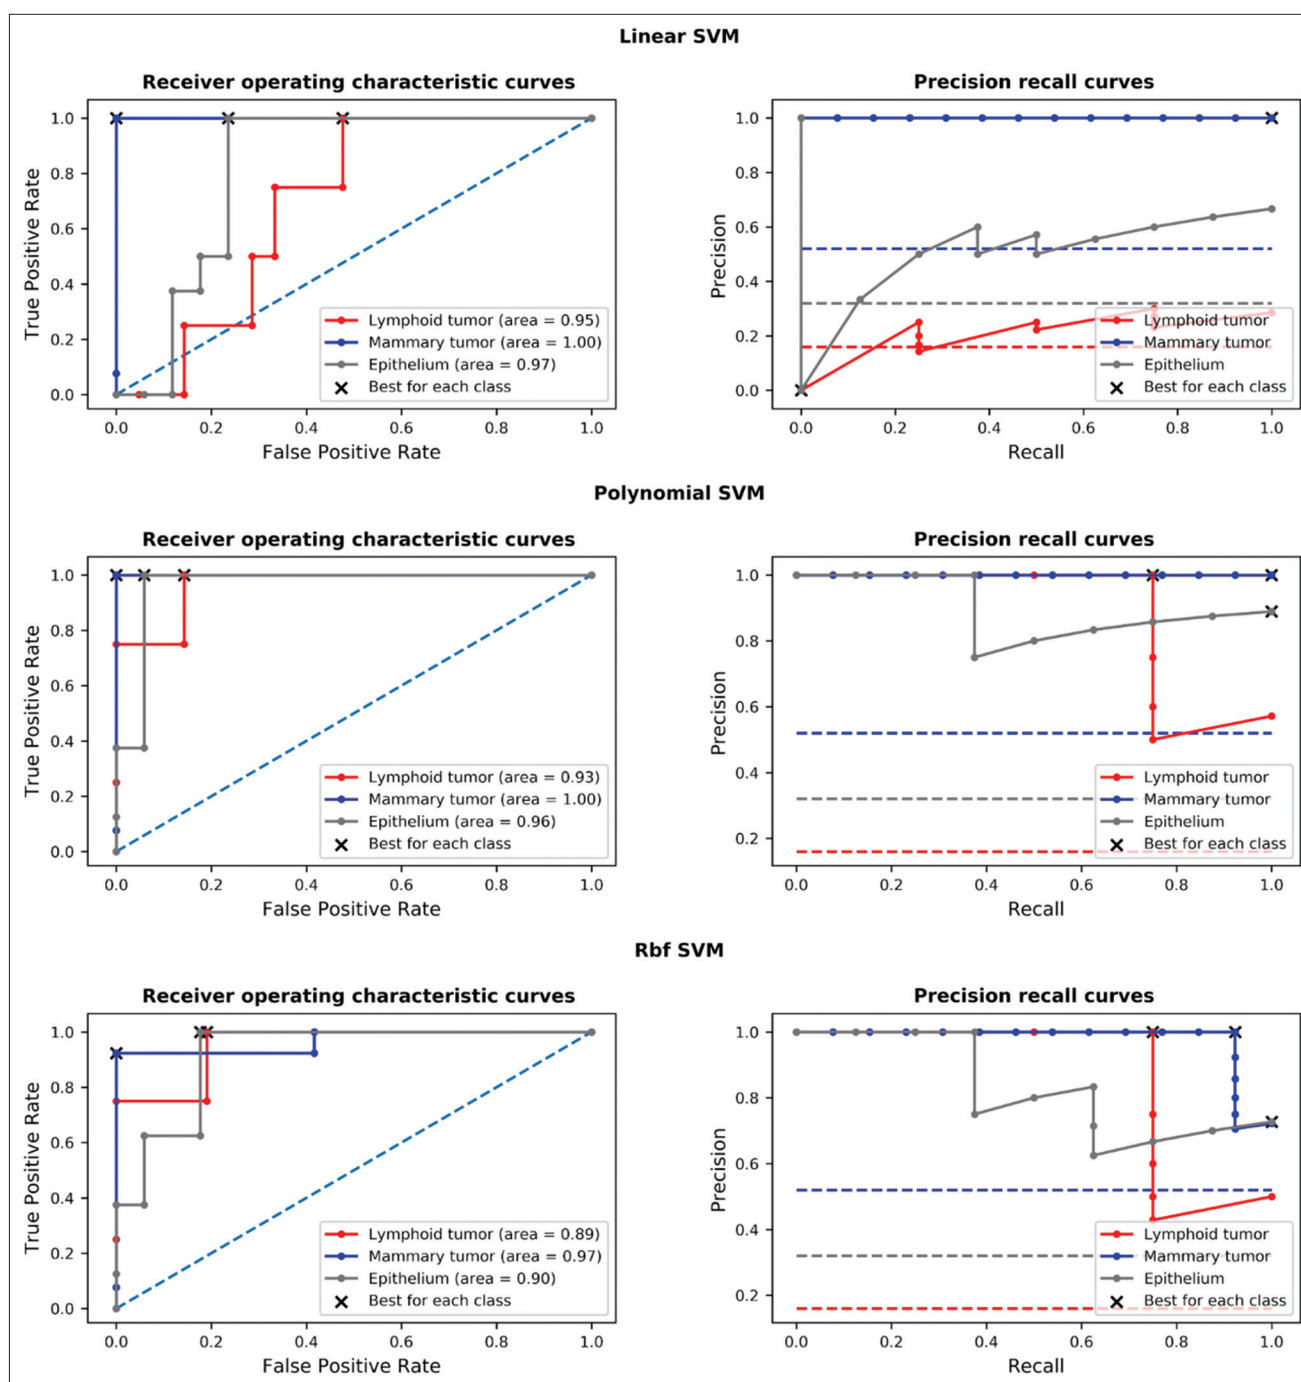 Linear SVM
Receiver operating characteristic curves
True Positive Rate
1.0
0.8
0.6
0.4
0.2
0.0
0.0 0.2 0.4 0.6 0.8 1.0
False Positive Rate
Lymphoid tumor (area = 0.95)
Mammary tumor (area = 1.00)
Epithelium (area = 0.97)
Best for each class
Precision recall curves
Precision
1.0
0.8
0.6
0.4
0.2
0.0
0.0 0.2 0.4 0.6 0.8 1.0
Recall
Lymphoid tumor
Mammary tumor
Epithelium
Best for each class
Polynomial SVM
Receiver operating characteristic curves
True Positive Rate
1.0
0.8
0.6
0.4
0.2
0.0
0.0 0.2 0.4 0.6 0.8 1.0
False Positive Rate
Lymphoid tumor (area = 0.93)
Mammary tumor (area = 1.00)
Epithelium (area = 0.96)
Best for each class
Precision recall curves
Precision
1.0
0.8
0.6
0.4
0.2
0.0 0.2 0.4 0.6 0.8 1.0
Recall
Lymphoid tumor
Mammary tumor
Epithelium
Best for each class
Rbf SVM
Receiver operating characteristic curves
True Positive Rate
1.0
0.8
0.6
0.4
0.2
0.0
0.0 0.2 0.4 0.6 0.8 1.0
False Positive Rate
Lymphoid tumor (area = 0.89)
Mammary tumor (area = 0.97)
Epithelium (area = 0.90)
Best for each class
Precision recall curves
Precision
1.0
0.8
0.6
0.4
0.2
0.0 0.2 0.4 0.6 0.8 1.0
Recall
Lymphoid tumor
Mammary tumor
Epithelium
Best for each class